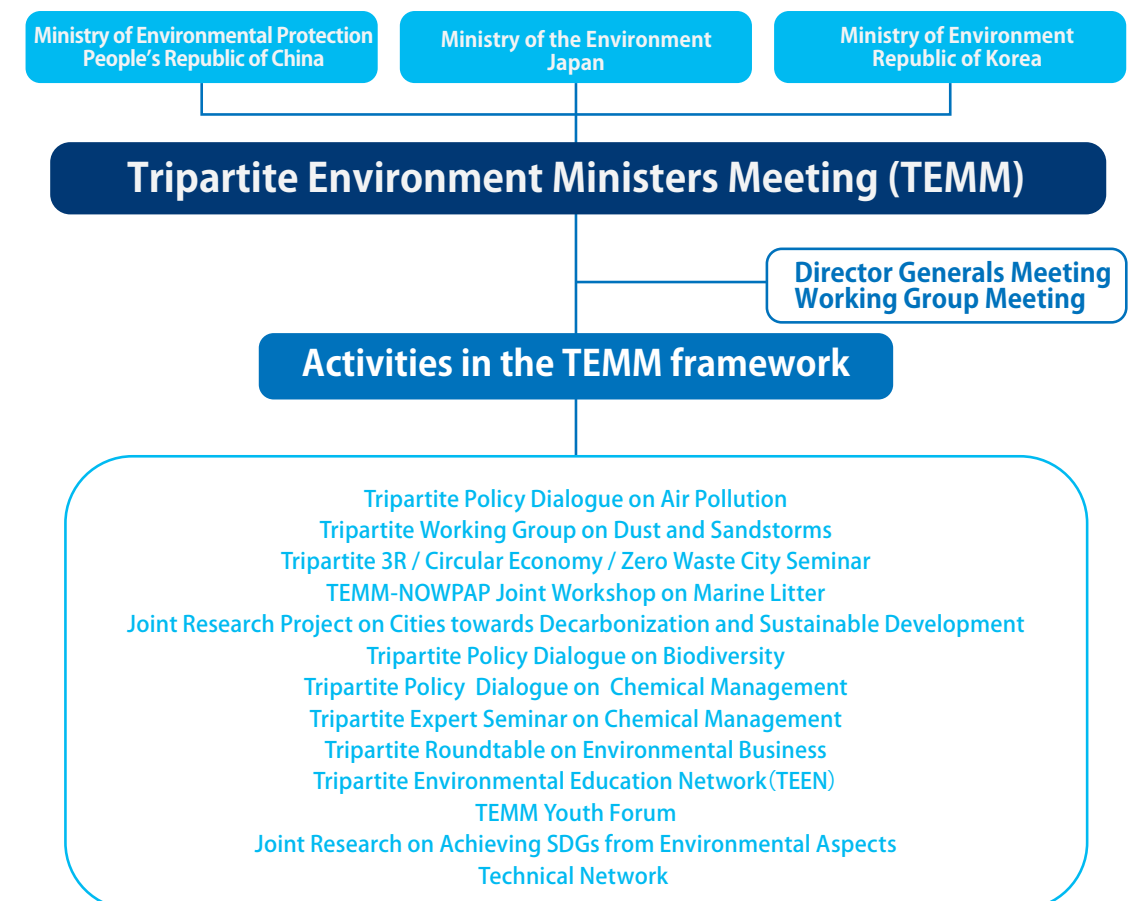 Ministry of Environmental Protection
People's Republic of China
Ministry of the Environment
Japan
Ministry of Environment
Republic of Korea
Tripartite Environment Ministers Meeting (TEMM)
Director Generals Meeting
Working Group Meeting
Activities in the TEMM framework
Tripartite Policy Dialogue on Air Pollution
Tripartite Working Group on Dust and Sandstorms
Tripartite 3R / Circular Economy / Zero Waste City Seminar
TEMM-NOWPAP Joint Workshop on Marine Litter
Joint Research Project on Cities towards Decarbonization and Sustainable Development
Tripartite Policy Dialogue on Biodiversity
Tripartite Policy Dialogue on Chemical Management
Tripartite Expert Seminar on Chemical Management
Tripartite Roundtable on Environmental Business
Tripartite Environmental Education Network(TEEN)
TEMM Youth Forum
Joint Research on Achieving SDGs from Environmental Aspects
Technical Network